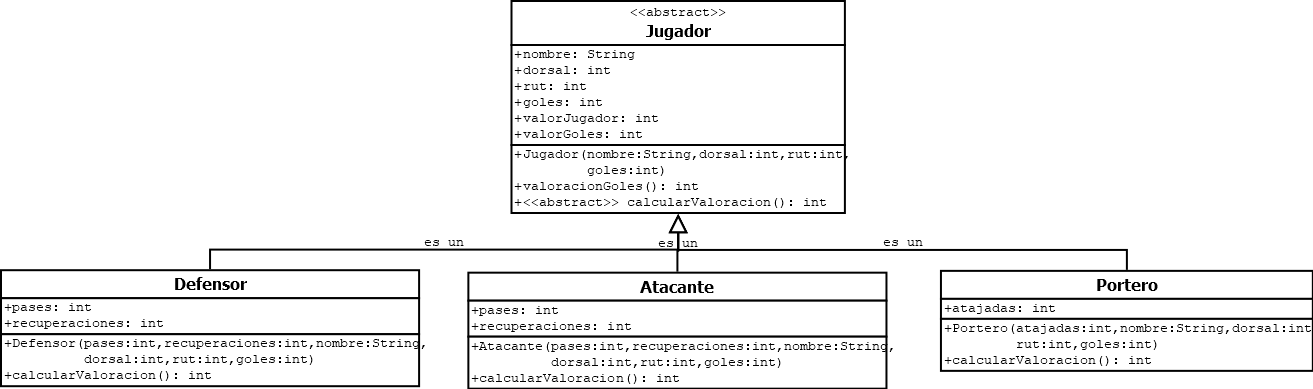 <<abstract>>
Jugador
+nombre: String
+dorsal: int
+rut: int
+goles: int
+valorJugador: int
+valorGoles: int
+Jugador(nombre:String,dorsal:int,rut:int,
goles:int)
+valoracionGoles(): int
+<<abstract>> calcularValoracion(): int
es un
es un
es un
Defensor
+pases: int
+recuperaciones: int
+Defensor(pases:int,recuperaciones:int,nombre:String,
dorsal:int,rut:int,goles:int)
+calcularValoracion(): int
Atacante
+pases: int
+recuperaciones: int
+Atacante(pases:int,recuperaciones:int,nombre:String,
dorsal:int,rut:int,goles:int)
+calcularValoracion(): int
Portero
+atajadas: int
+Portero(atajadas:int,nombre:String,dorsal:int
rut:int,goles:int)
+calcularValoracion(): int